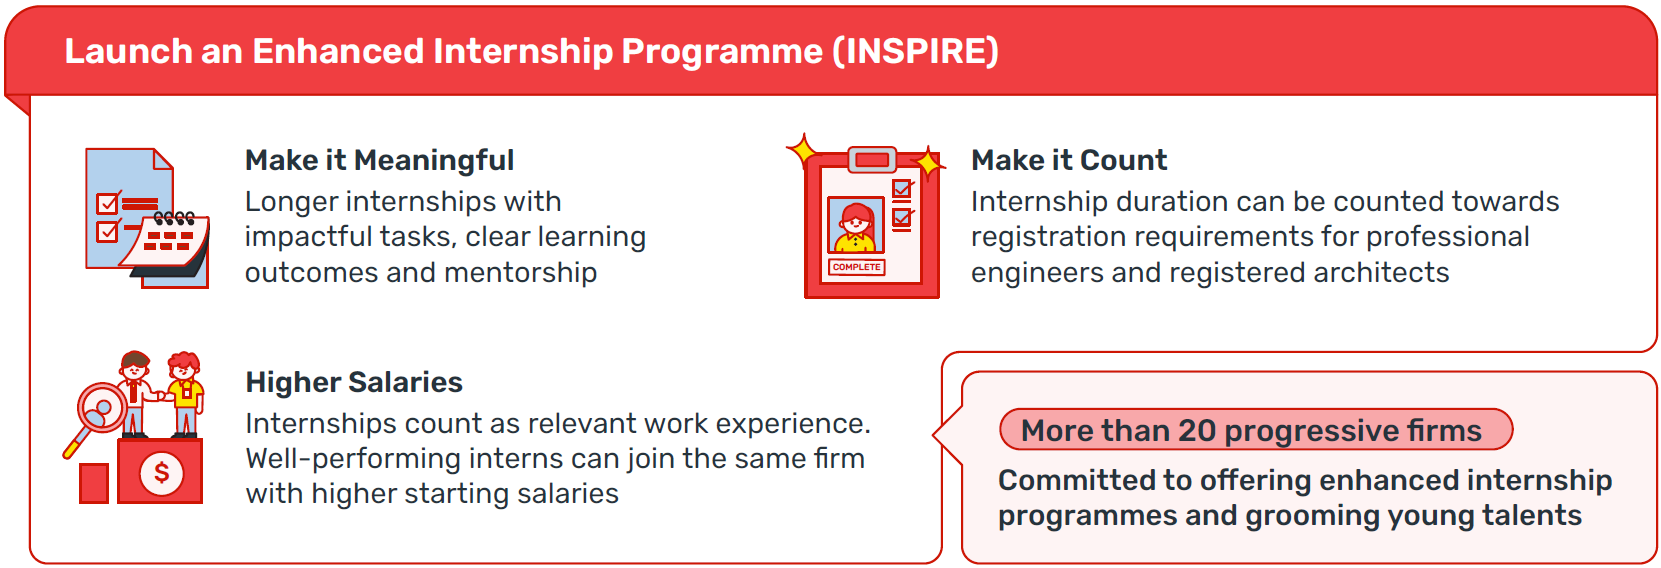 Launch an Enhanced Internship Programme (INSPIRE)
Make it Meaningful
Longer internships with
impactful tasks, clear learning
outcomes and mentorship
COMPLETE
Make it Count
Internship duration can be counted towards
registration requirements for professional
engineers and registered architects
$
Higher Salaries
Internships count as relevant work experience.
Well-performing interns can join the same firm
with higher starting salaries
More than 20 progressive firms
Committed to offering enhanced internship
programmes and grooming young talents